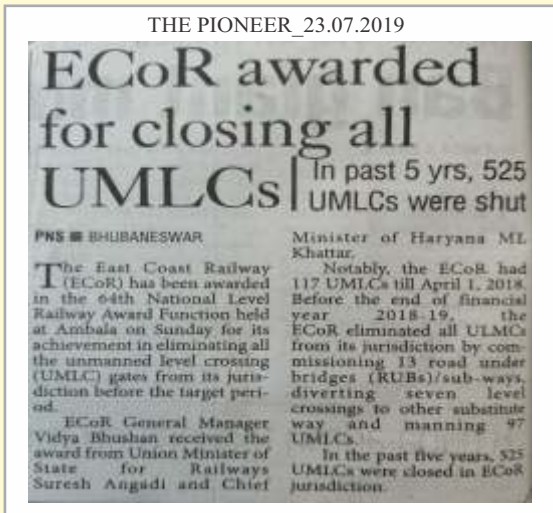 THE PIONEER_23.07.2019
ECoR awarded
for closing all
UMLCs
In past 5 yrs, 525
UMLCs were shut
PNS ■ BHUBANESWAR
The East Coast Railway
(ECoR) has been awarded
in the 64th National Level
Railway Award Function held
at Ambala on Sunday for its
achievement in eliminating all
the unmanned level crossing
(UMLC) gates from its juris-
diction before the target peri-
od.
ECoR General Manager
Vidya Bhushan received the
award from Union Minister of
State for Railways
Suresh Angadi and Chief
Minister of Haryana ML
Khattar.
Notably, the ECoR had
117 UMLCs till April 1, 2018.
Before the end of financial
year 2018-19, the
ECoR eliminated all ULMCs
from its jurisdiction by com-
missioning 13 road under
bridges (RUBs)/sub-ways,
diverting seven level
crossings to other substitute
way and manning 97
UMLCs.
In the past five years, 525
UMLCs were closed in ECoR
jurisdiction.